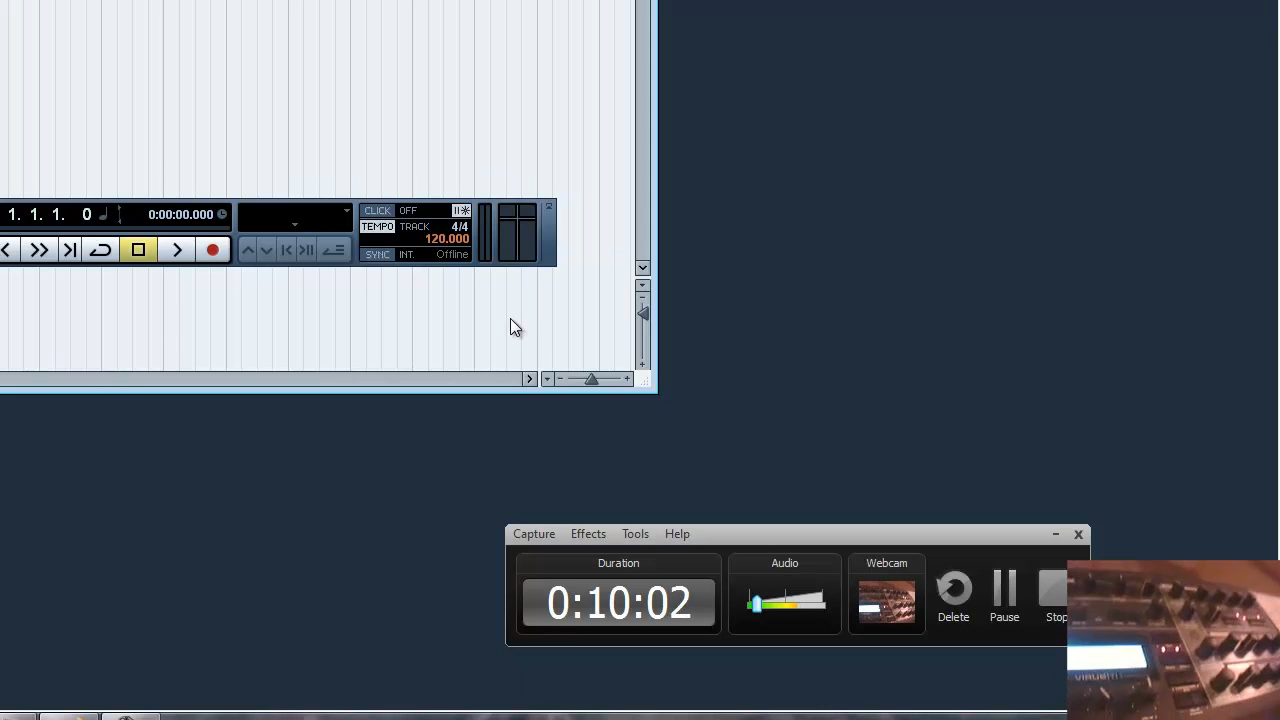 1. 1. 1. 0 0:00:00.000
CLICK OFF
TEMPO TRACK 4/4
120.000
SYNC INT. Offline
Capture Effects Tools Help
Duration Audio Webcam
0:10:02
Delete Pause Stop